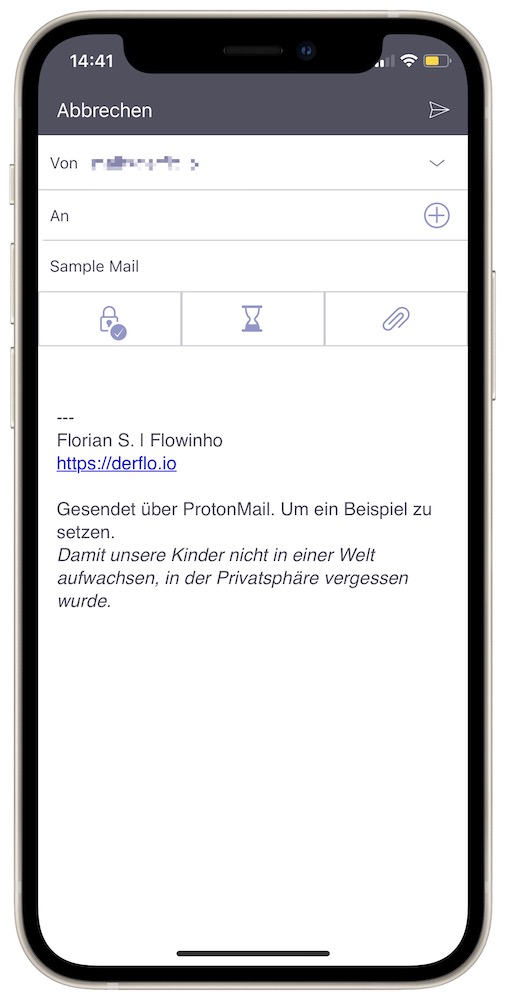 14:41
Abbrechen
Von
An
Sample Mail
---
Florian S. | Flowinho
https://derflo.io
Gesendet über ProtonMail. Um ein Beispiel zu
setzen.
Damit unsere Kinder nicht in einer Welt
aufwachsen, in der Privatsphäre vergessen
wurde.